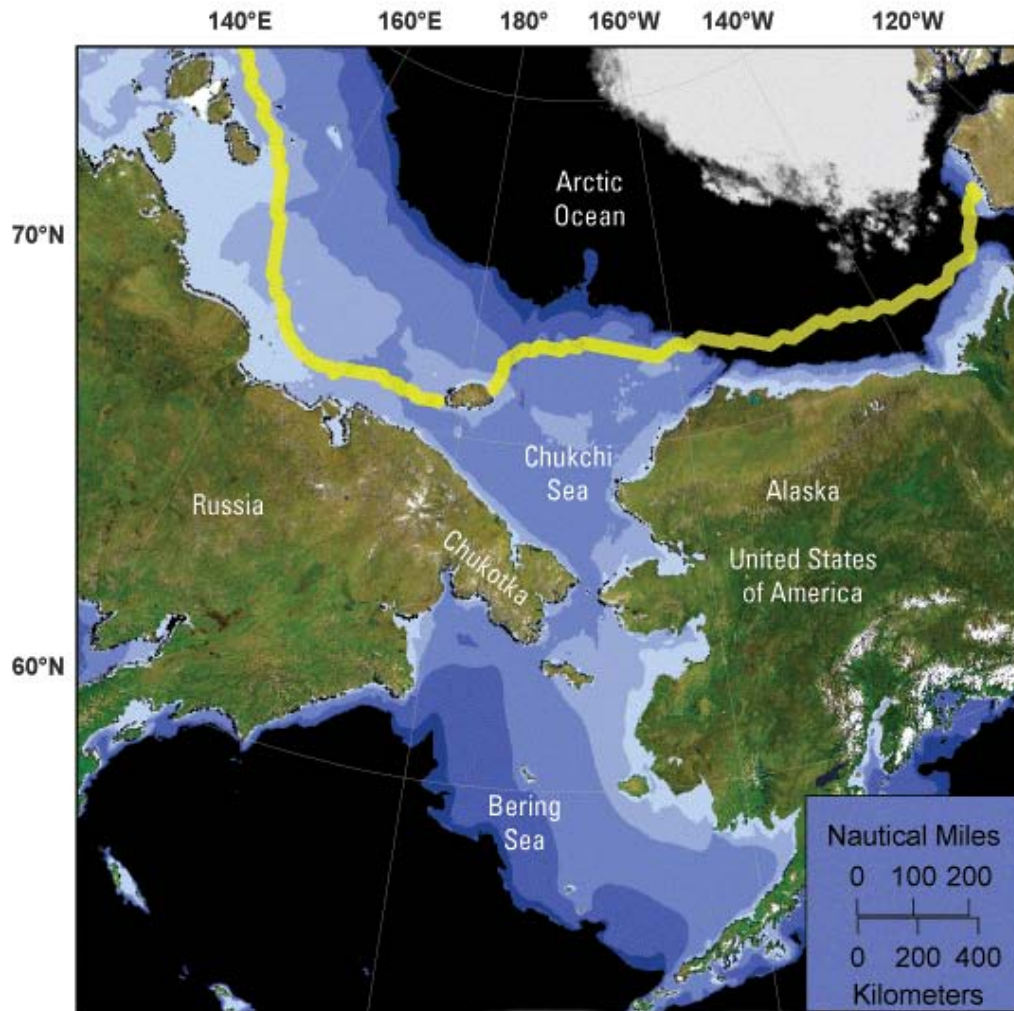 140°E 160°E 180° 160°W 140°W 120°W
70°N
60°N
Arctic
Ocean
Chukchi
Sea
Russia
Alaska
Chukotka
United States
of America
Bering
Sea
Nautical Miles
0 100 200
0 200 400
Kilometers